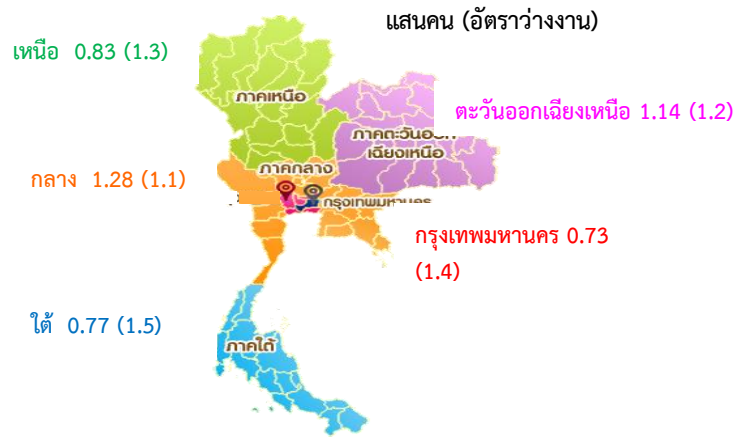 แสนคน (อัตราว่างงาน)
เหนือ 0.83 (1.3)
ภาคเหนือ
ตะวันออกเฉียงเหนือ 1.14 (1.2)
ภาคตะวันออก
เฉียงเหนือ
ภาคกลาง
กลาง 1.28 (1.1)
กรุงเทพมหานคร
กรุงเทพมหานคร 0.73
(1.4)
ใต้ 0.77 (1.5)
ภาคใต้